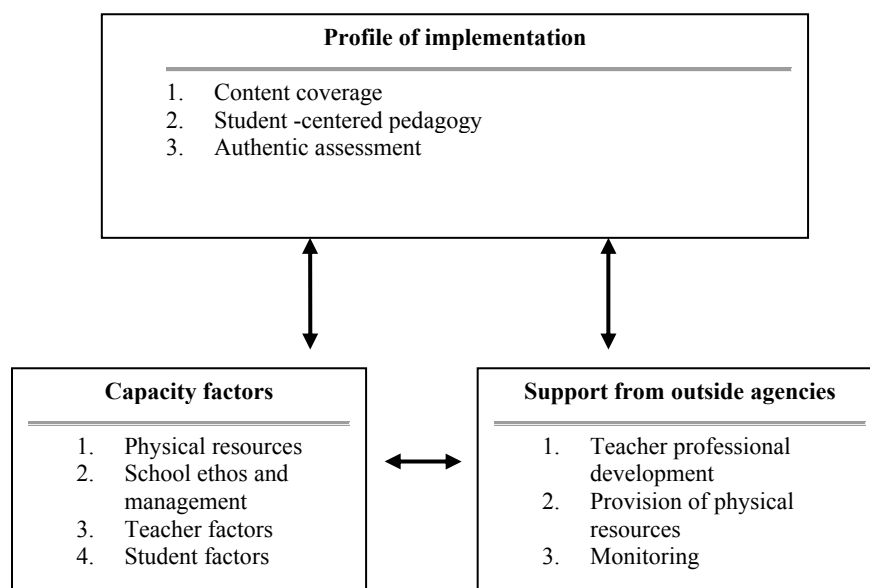 Profile of implementation
1. Content coverage
2. Student -centered pedagogy
3. Authentic assessment
Capacity factors
1. Physical resources
2. School ethos and
management
3. Teacher factors
4. Student factors
Support from outside agencies
1. Teacher professional
development
2. Provision of physical
resources
3. Monitoring